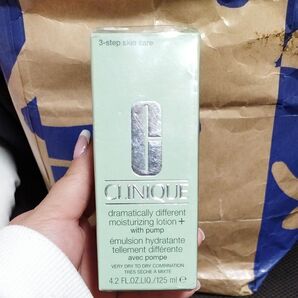 3-step skin care
C
CLINIQUE
dramatically different
moisturizing lotion +
with pump
émulsion hydratante
tellement différente
avec pompe
VERY DRY TO DRY COMBINATION
TRÈS SÈCHE À MIXTE
4.2 FL.OZ.LIQ./125 ml ℮